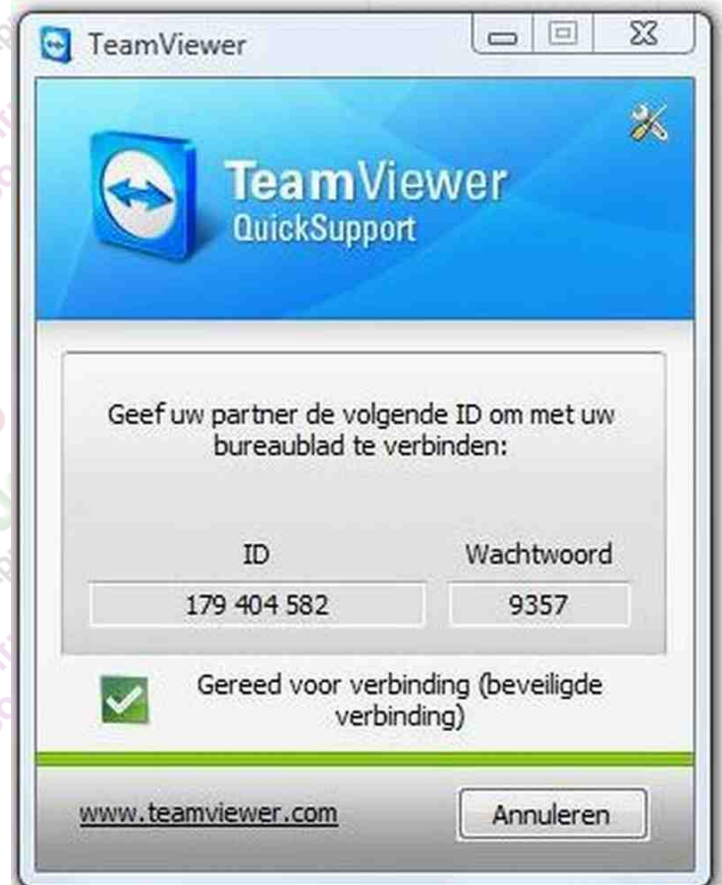 TeamViewer
TeamViewer
QuickSupport
Geef uw partner de volgende ID om met uw
bureaublad te verbinden:
ID
Wachtwoord
179 404 582
9357
Gereed voor verbinding (beveiligde
verbinding)
www.teamviewer.com
Annuleren